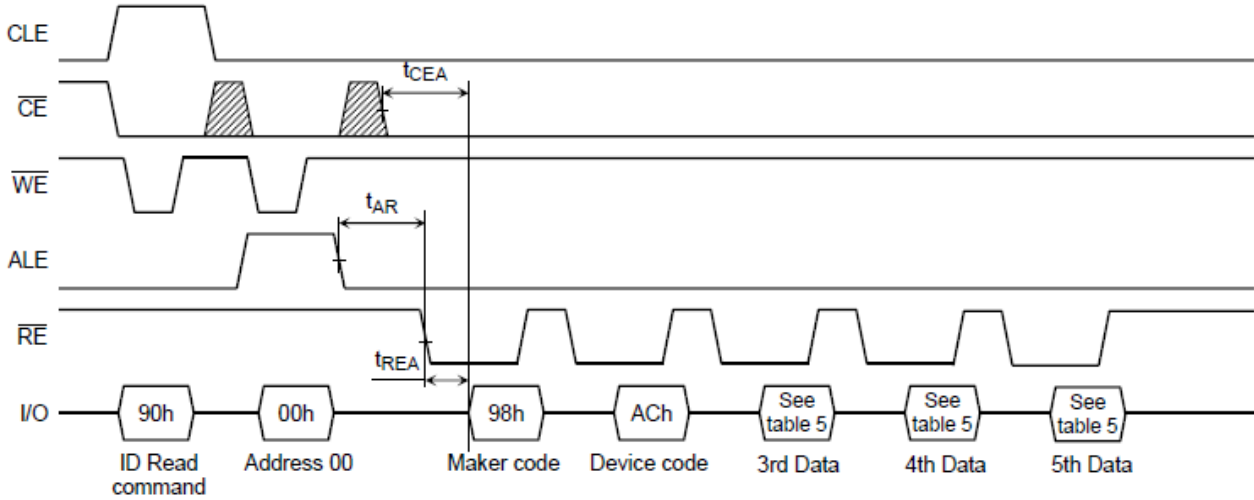 CLE
tCEA
CE
WE
tAR
ALE
RE
tREA
I/O
90h
00h
98h
ACh
See
table 5
See
table 5
See
table 5
ID Read
command
Address 00
Maker code
Device code
3rd Data
4th Data
5th Data